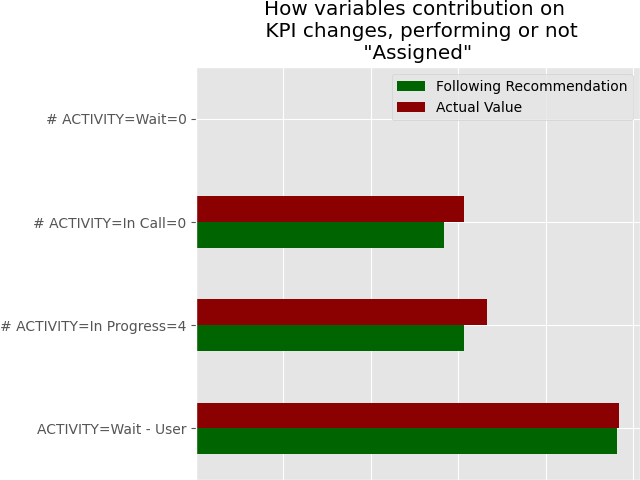 How variables contribution on
KPI changes, performing or not
"Assigned"
Following Recommendation
Actual Value
# ACTIVITY=Wait=0
# ACTIVITY=In Call=0
# ACTIVITY=In Progress=4
ACTIVITY=Wait - User